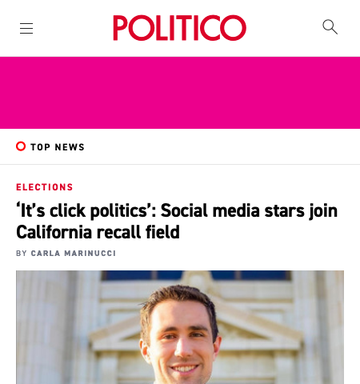 POLITICO
TOP NEWS
ELECTIONS
‘It’s click politics’: Social media stars join
California recall field
BY CARLA MARINUCCI